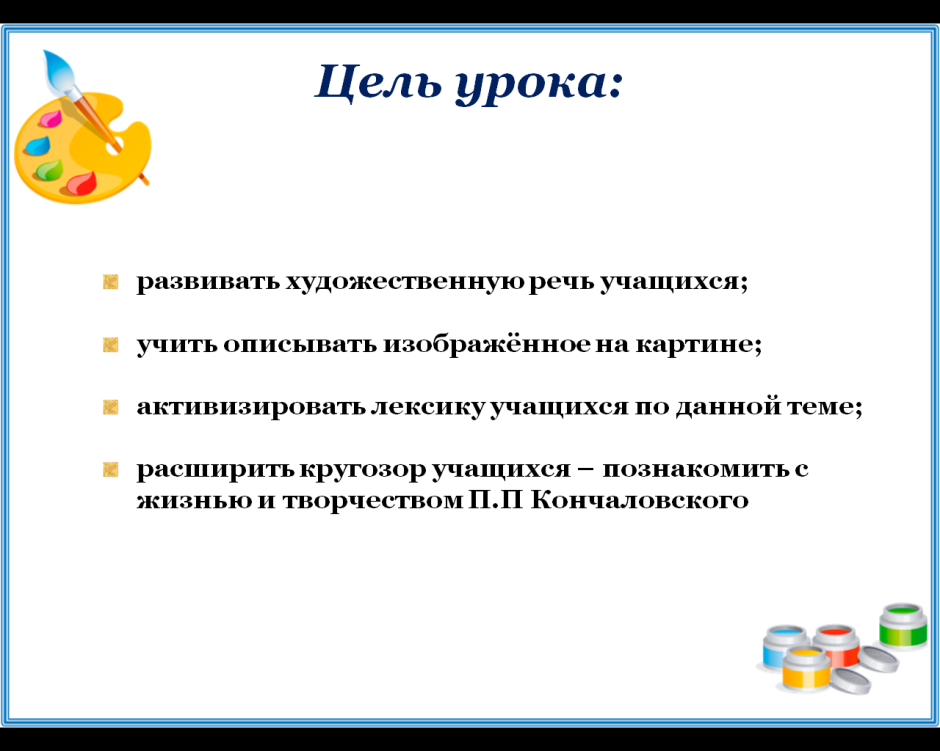 Цель урока:
развивать художественную речь учащихся;
учить описывать изображённое на картине;
активизировать лексику учащихся по данной теме;
расширить кругозор учащихся – познакомить с
жизнью и творчеством П.П Кончаловского